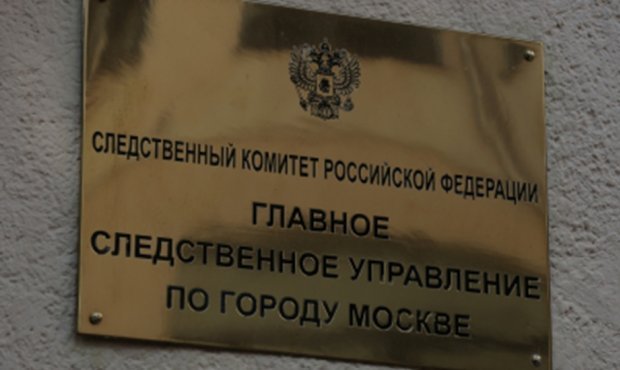 СЛЕДСТВЕННЫЙ КОМИТЕТ РОССИЙСКОЙ ФЕДЕРАЦИИ
ГЛАВНОЕ
СЛЕДСТВЕННОЕ УПРАВЛЕНИЕ
ПО ГОРОДУ МОСКВЕ